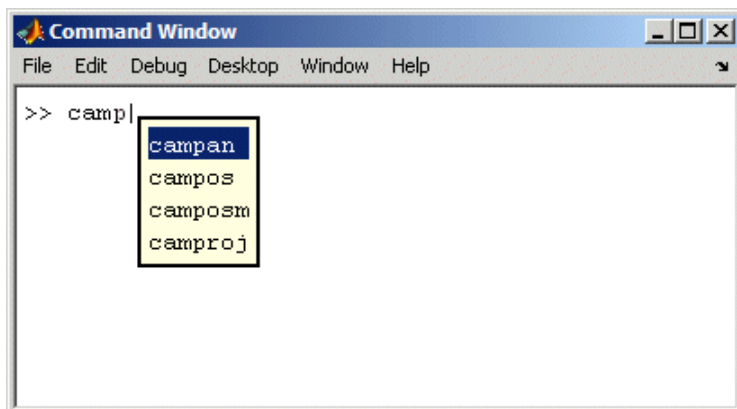 Command Window
File Edit Debug Desktop Window Help
>> camp
campan
campos
camposm
camproj